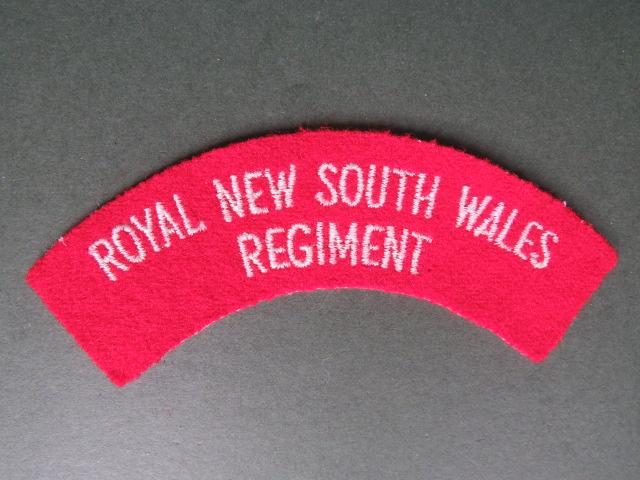 ROYAL NEW SOUTH WALES
REGIMENT